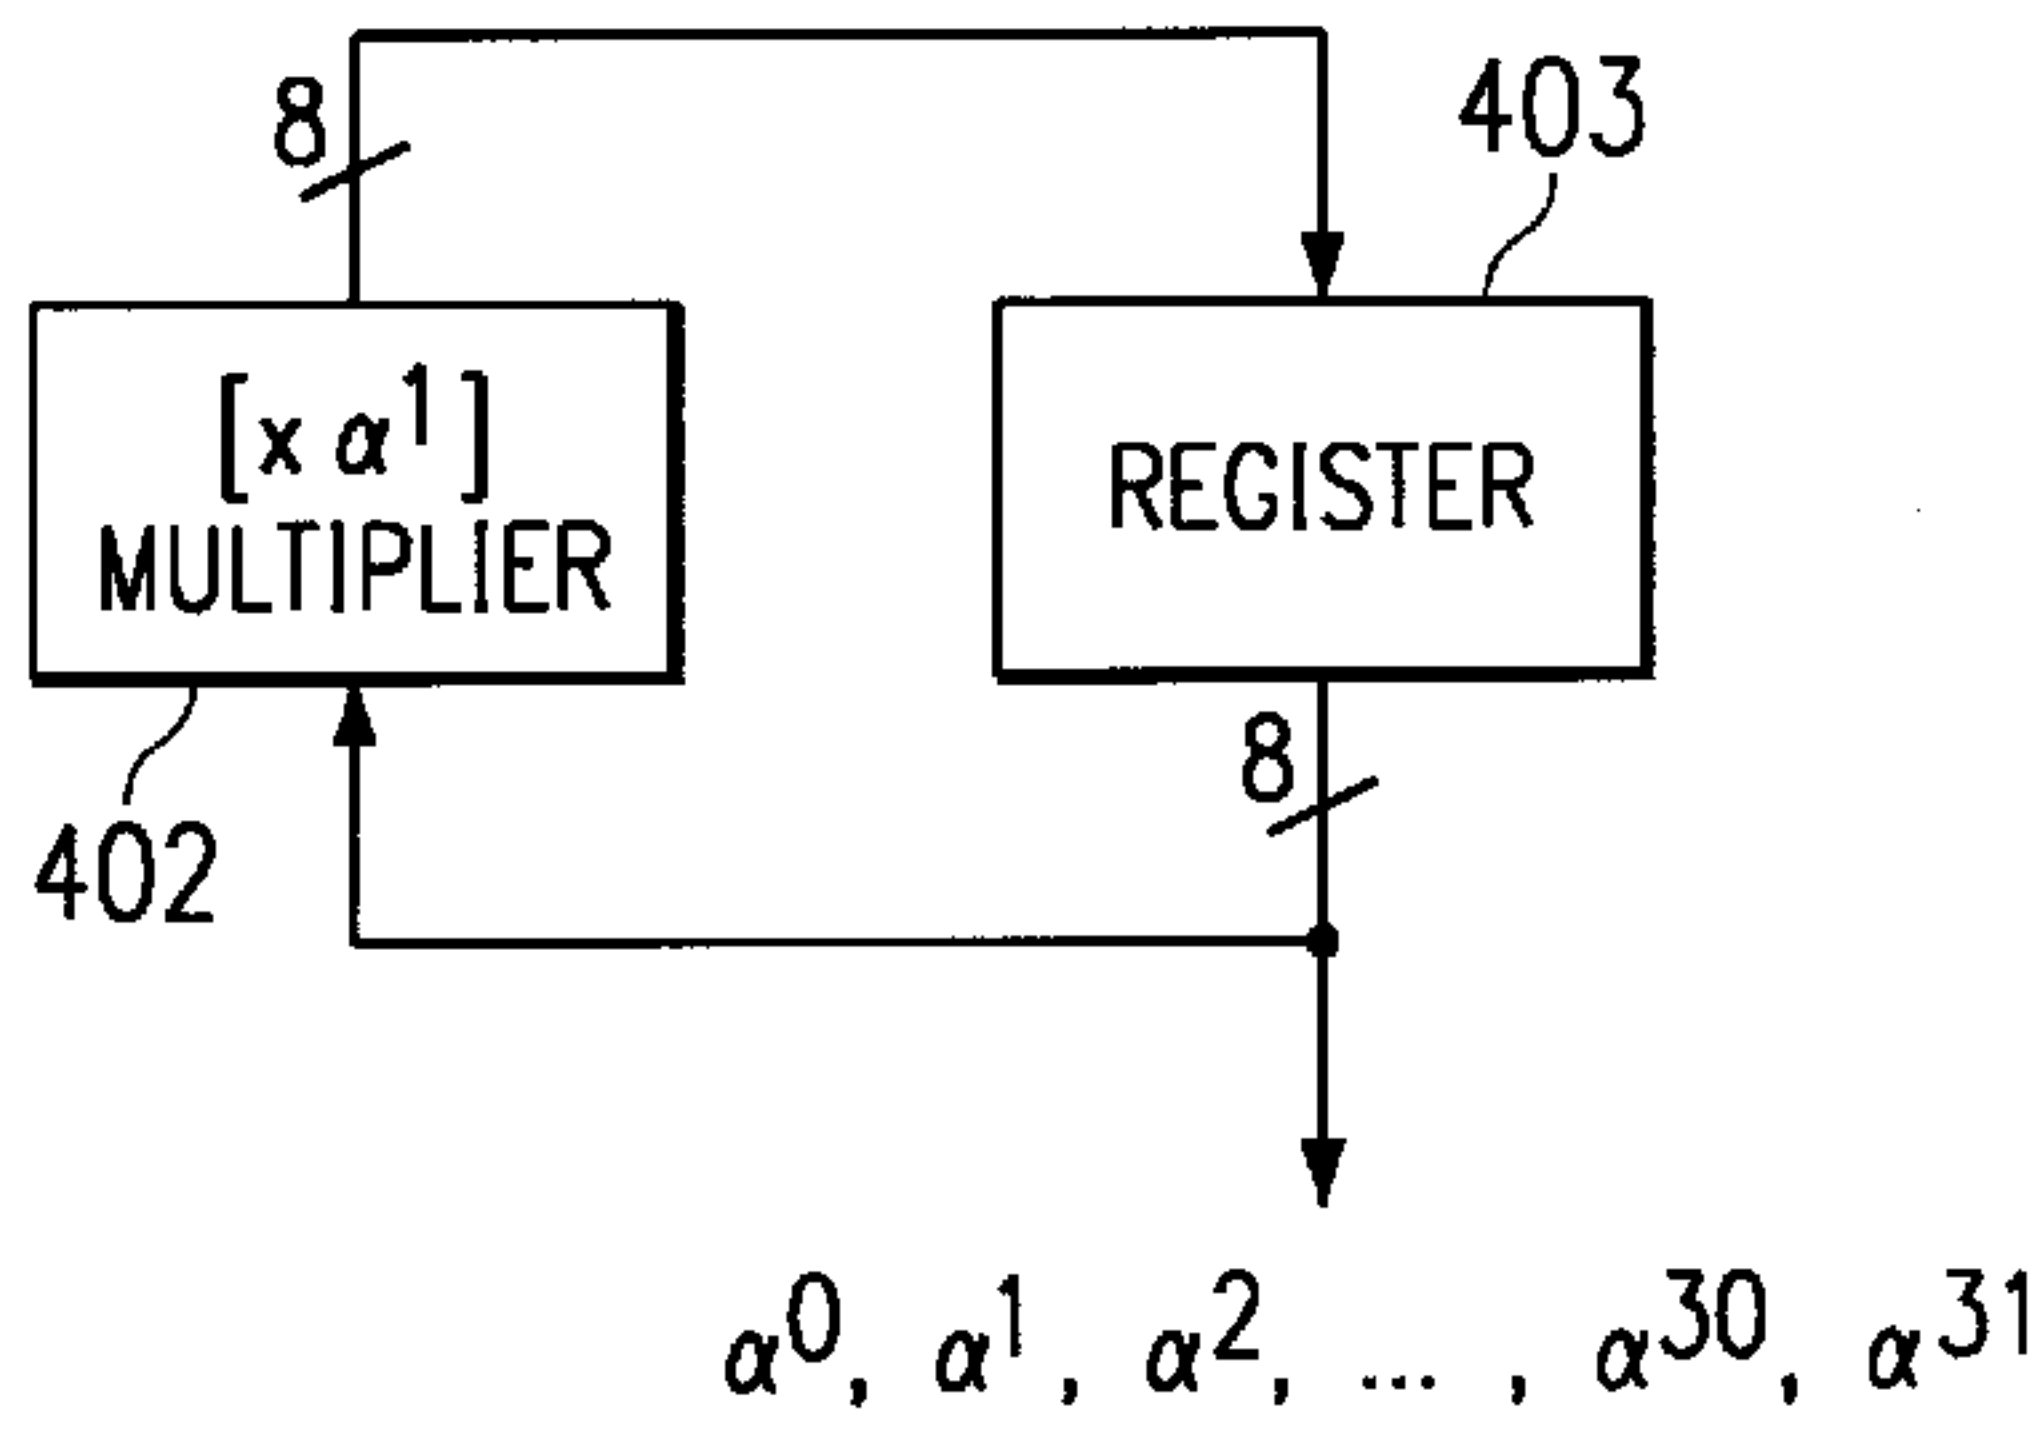 8
403
[x α¹]
MULTIPLIER
REGISTER
8
402
α⁰, α¹, α², ... , α³⁰, α³¹